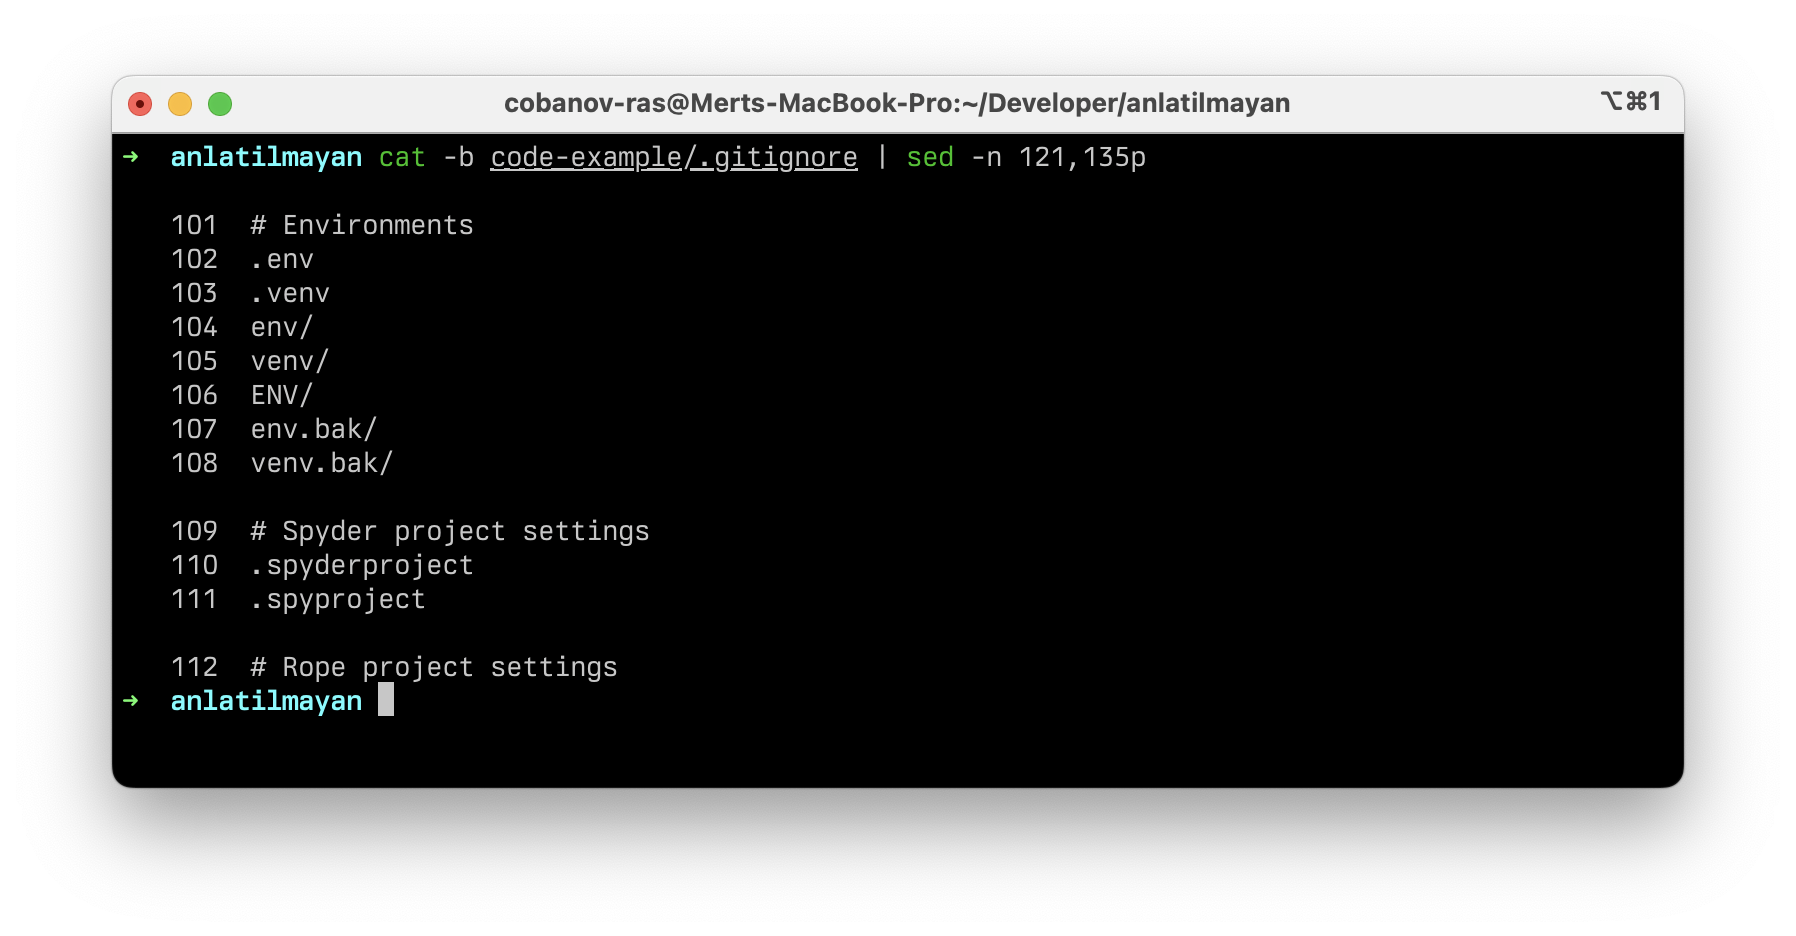 cobanov-ras@Merts-MacBook-Pro:~/Developer/anlatilmayan ⌥⌘1
➜ anlatilmayan cat -b code-example/.gitignore | sed -n 121,135p
101 # Environments
102 .env
103 .venv
104 env/
105 venv/
106 ENV/
107 env.bak/
108 venv.bak/
109 # Spyder project settings
110 .spyderproject
111 .spyproject
112 # Rope project settings
➜ anlatilmayan